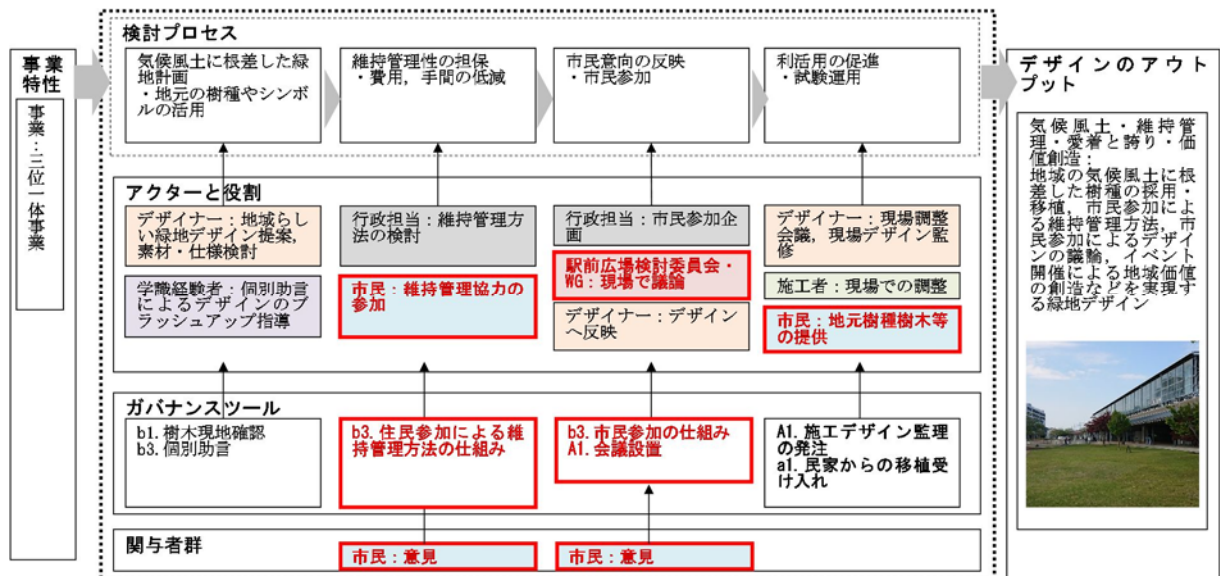 事業
特性
事業：三位一体事業
検討プロセス
気候風土に根差した緑
地計画
・地元の樹種やシンボ
ルの活用
維持管理性の担保
・費用，手間の低減
市民意向の反映
・市民参加
利活用の促進
・試験運用
アクターと役割
デザイナー：地域らし
い緑地デザイン提案，
素材・仕様検討
学識経験者：個別助言
によるデザインのブ
ラッシュアップ指導
行政担当：維持管理方
法の検討
市民：維持管理協力の
参加
行政担当：市民参加企
画
駅前広場検討委員会・
WG：現場で議論
デザイナー：デザイン
へ反映
デザイナー：現場調整
会議，現場デザイン監
修
施工者：現場での調整
市民：地元樹種樹木等
の提供
ガバナンスツール
b1. 樹木現地確認
b3. 個別助言
b3. 住民参加による維
持管理方法の仕組み
b3. 市民参加の仕組み
A1. 会議設置
A1. 施工デザイン監理
の発注
a1. 民家からの移植受
け入れ
関与者群
市民：意見
市民：意見
デザインのアウト
プット
気候風土・維持管
理・愛着と誇り・価
値創造：
地域の気候風土に根
差した樹種の採用・
移植，市民参加によ
る維持管理方法，市
民参加によるデザイ
ンの議論，イベント
開催による地域価値
の創造などを実現す
る緑地デザイン